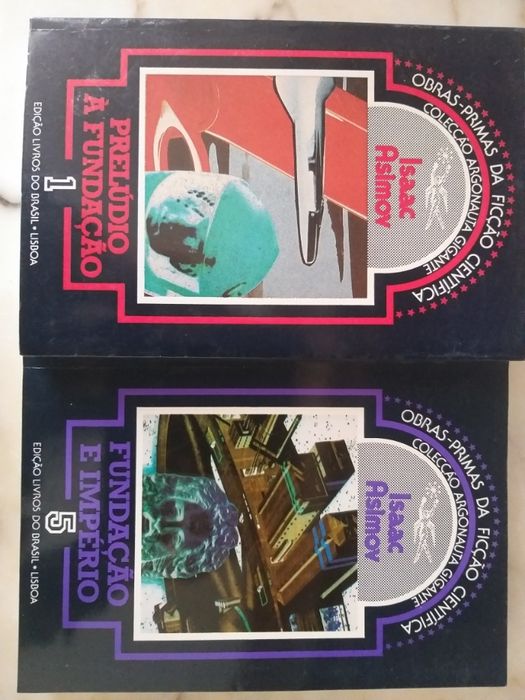 OBRAS-PRIMAS DA FICÇÃO CIENTÍFICA
COLECÇÃO ARGONAUTA GIGANTE
Isaac
Asimov
PRELÚDIO
À FUNDAÇÃO
1
EDIÇÃO LIVROS DO BRASIL • LISBOA
OBRAS-PRIMAS DA FICÇÃO CIENTÍFICA
COLECÇÃO ARGONAUTA GIGANTE
Isaac
Asimov
FUNDAÇÃO
E IMPÉRIO
5
EDIÇÃO LIVROS DO BRASIL • LISBOA